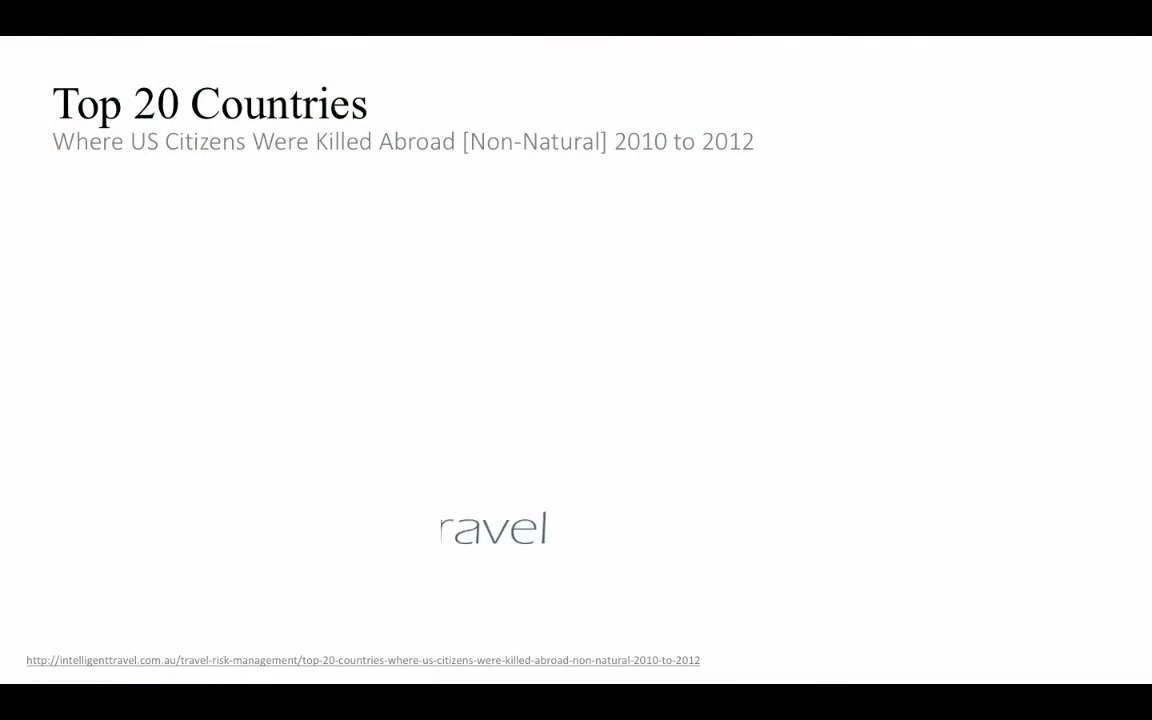 Top 20 Countries
Where US Citizens Were Killed Abroad [Non-Natural] 2010 to 2012
ravel
http://intelligenttravel.com.au/travel-risk-management/top-20-countries-where-us-citizens-were-killed-abroad-non-natural-2010-to-2012